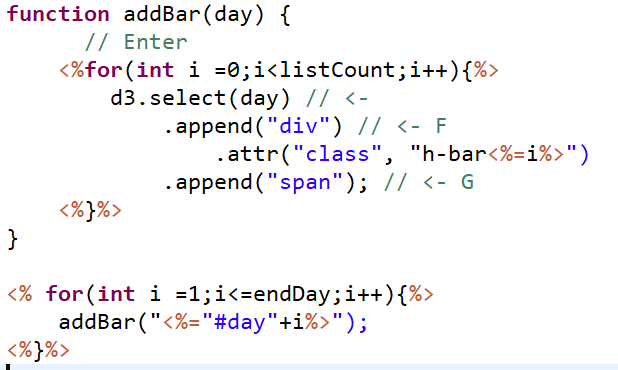 function addBar(day) {
// Enter
<%for(int i =0;i<listCount;i++){%>
d3.select(day) // <-
.append("div") // <- F
.attr("class", "h-bar<%=i%>")
.append("span"); // <- G
<%}%>
}
<% for(int i =1;i<=endDay;i++){%>
addBar("<%="#day"+i%>");
<%}%>